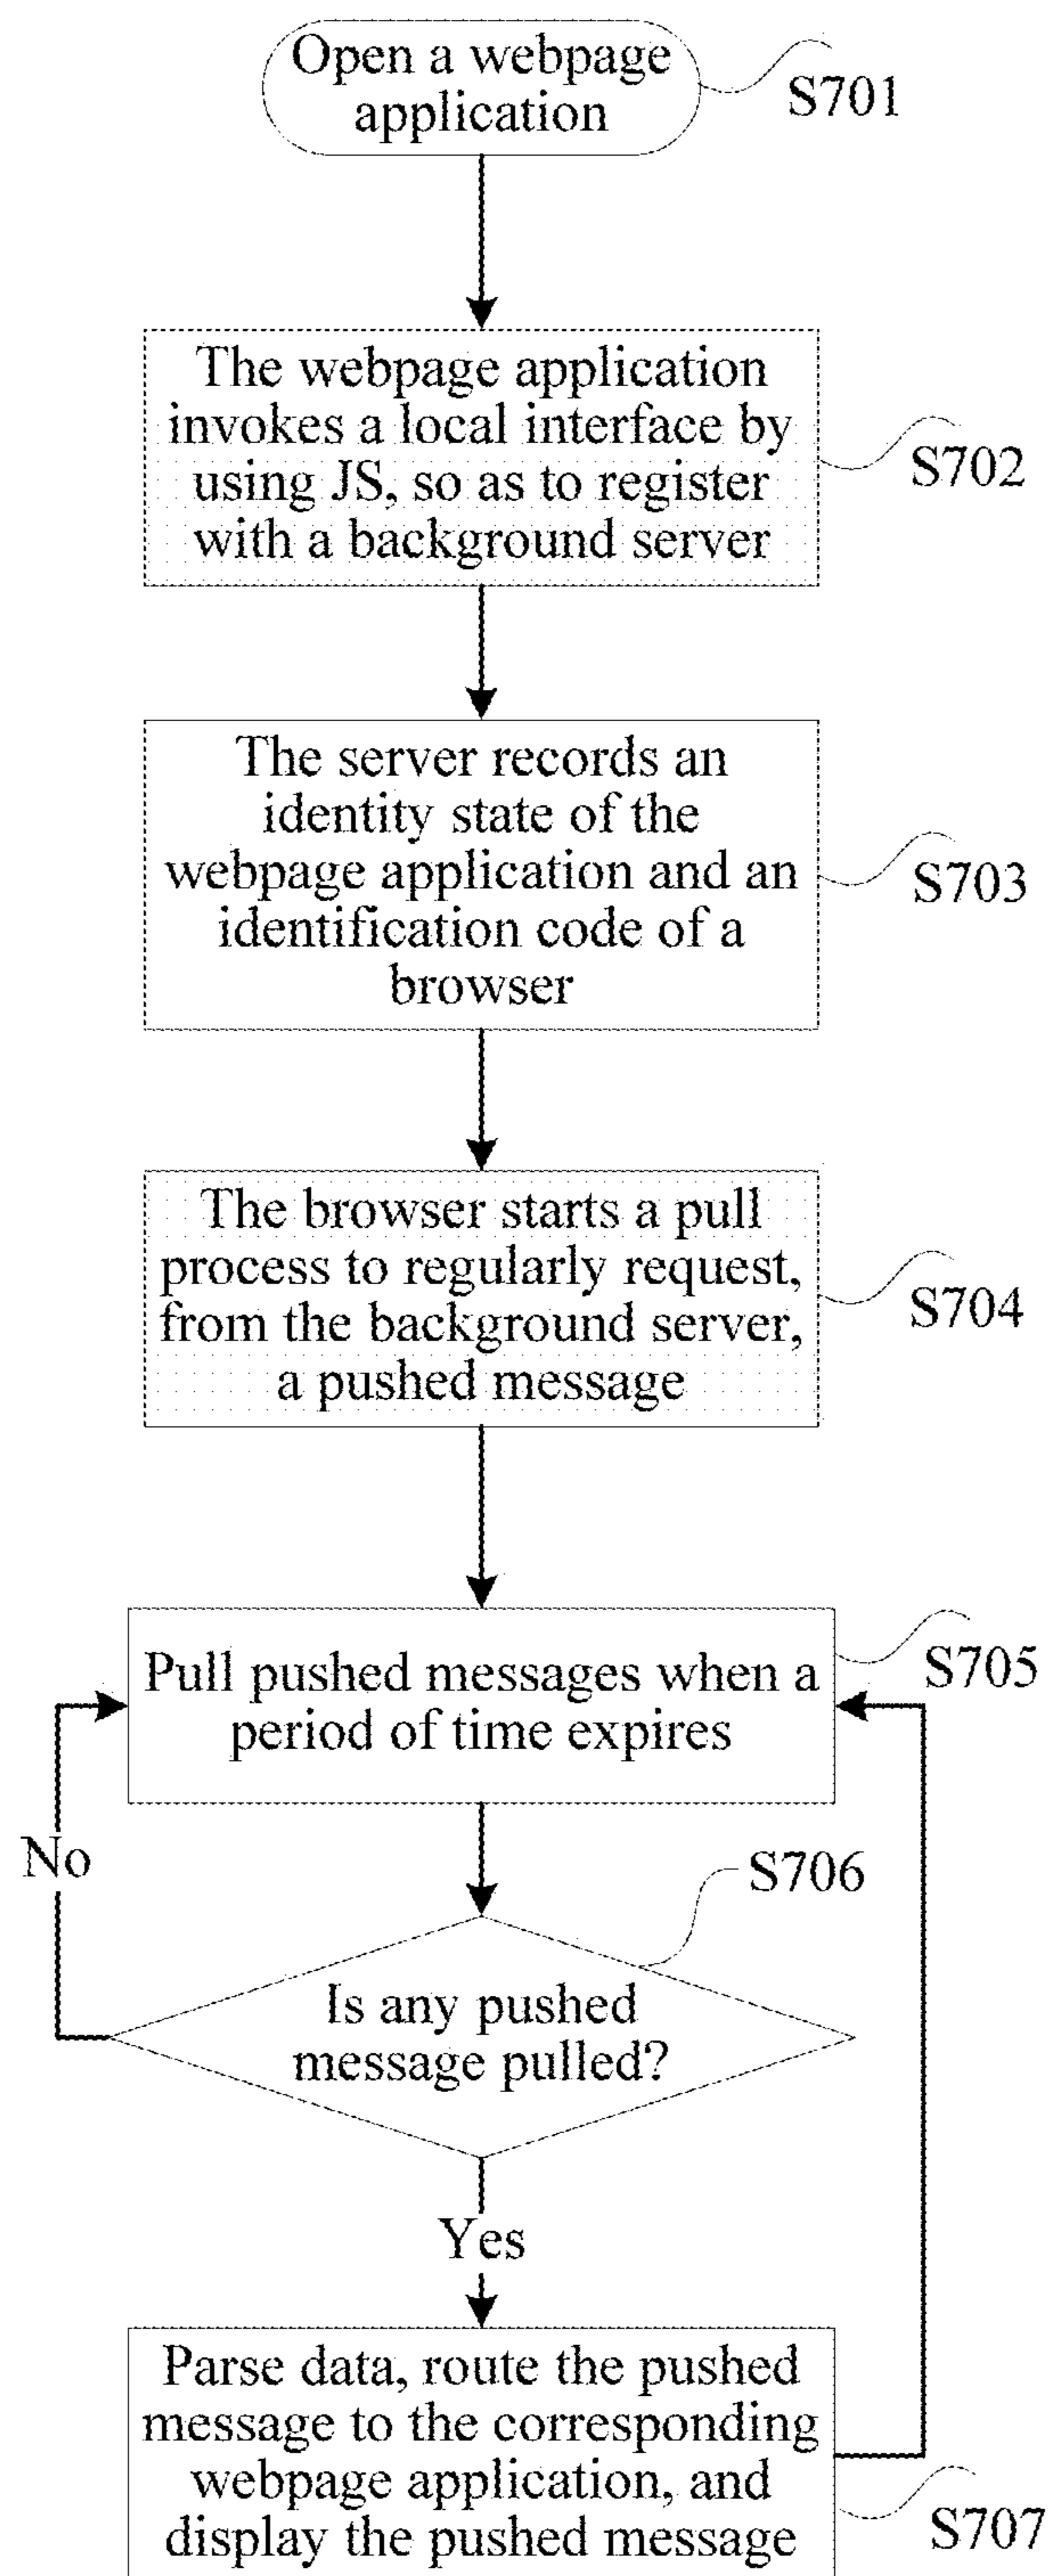 Open a webpage
application
S701
The webpage application
invokes a local interface by
using JS, so as to register
with a background server
S702
The server records an
identity state of the
webpage application and an
identification code of a
browser
S703
The browser starts a pull
process to regularly request,
from the background server,
a pushed message
S704
Pull pushed messages when a
period of time expires
S705
No
S706
Is any pushed
message pulled?
Yes
Parse data, route the pushed
message to the corresponding
webpage application, and
display the pushed message
S707